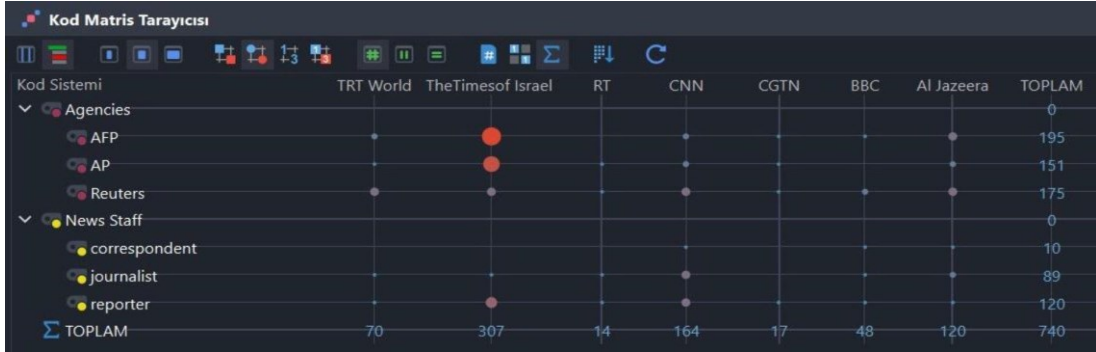 Kod Matris Tarayıcısı
Kod Sistemi TRT World TheTimesof Israel RT CNN CGTN BBC Al Jazeera TOPLAM
Agencies 0
AFP 195
AP 151
Reuters 175
News Staff 0
correspondent 10
journalist 89
reporter 120
Σ TOPLAM 70 307 14 164 17 48 120 740